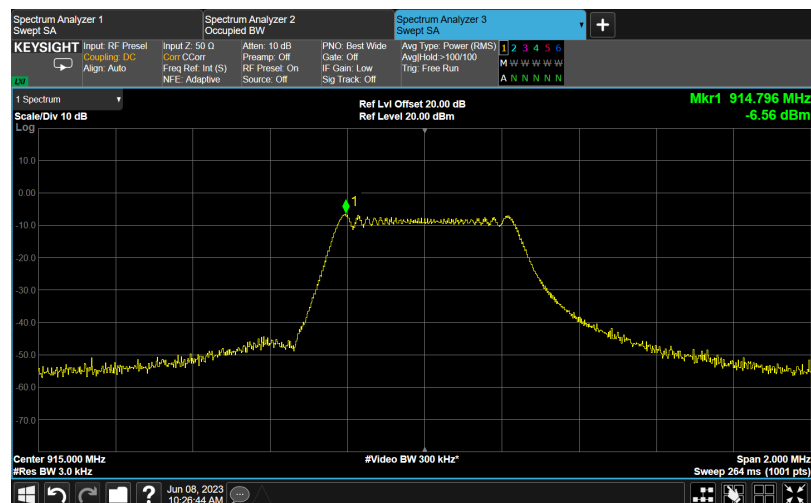 Spectrum Analyzer 1
Swept SA
Spectrum Analyzer 2
Occupied BW
Spectrum Analyzer 3
Swept SA
KEYSIGHT
LXI
Input: RF Presel
Coupling: DC
Align: Auto
Input Z: 50 Ω
Corr CCorr
Freq Ref: Int (S)
NFE: Adaptive
Atten: 10 dB
Preamp: Off
RF Presel: On
Source: Off
PNO: Best Wide
Gate: Off
IF Gain: Low
Sig Track: Off
Avg Type: Power (RMS)
Avg|Hold:>100/100
Trig: Free Run
1 2 3 4 5 6
M W W W W W
A N N N N N
1 Spectrum
Scale/Div 10 dB
Ref Lvl Offset 20.00 dB
Ref Level 20.00 dBm
Mkr1 914.796 MHz
-6.56 dBm
Log
10.0
0.00
-10.0
-20.0
-30.0
-40.0
-50.0
-60.0
-70.0
1
Center 915.000 MHz
#Res BW 3.0 kHz
#Video BW 300 kHz*
Span 2.000 MHz
Sweep 264 ms (1001 pts)
Jun 08, 2023
10:26:44 AM